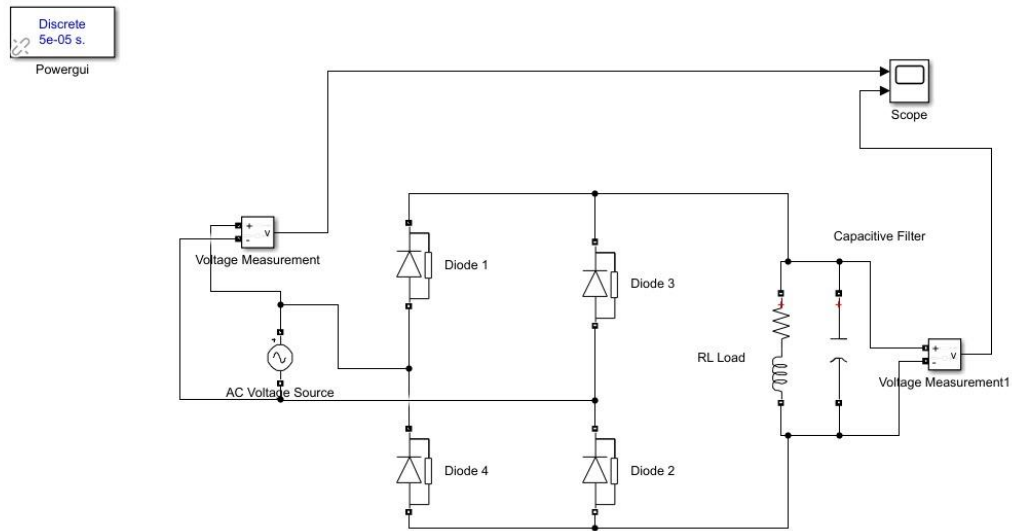 Discrete
5e-05 s.
Powergui
Scope
+
v
-
Voltage Measurement
Diode 1
Diode 3
Capacitive Filter
+
AC Voltage Source
RL Load
+
+
+
v
-
Voltage Measurement1
Diode 4
Diode 2